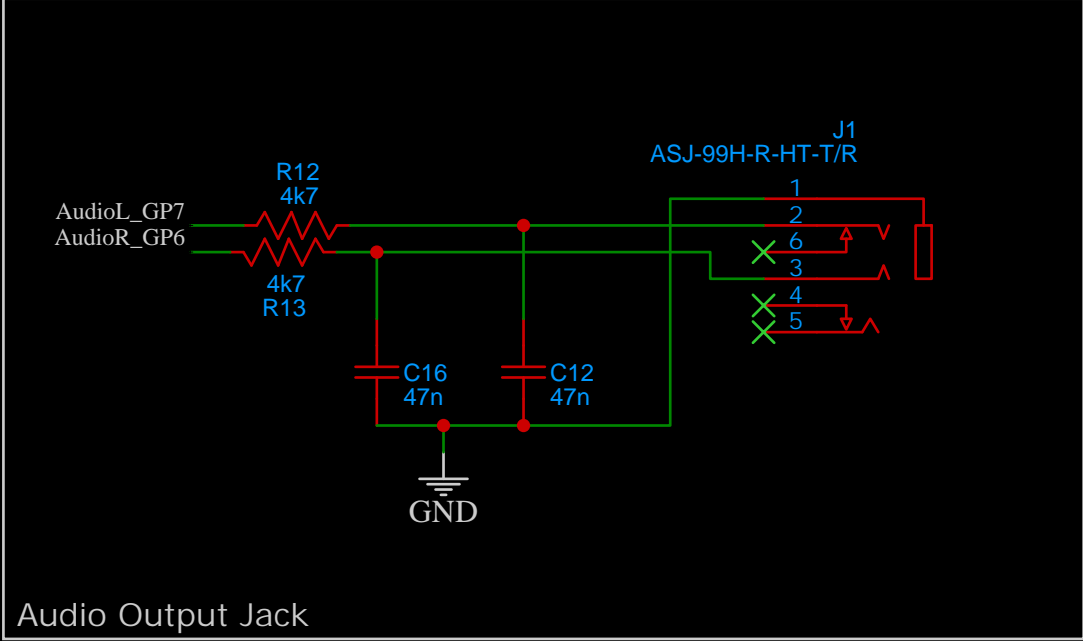 J1
ASJ-99H-R-HT-T/R
R12
4k7
AudioL_GP7
AudioR_GP6
4k7
R13
1
2
6
3
4
5
C16
47n
C12
47n
GND
Audio Output Jack